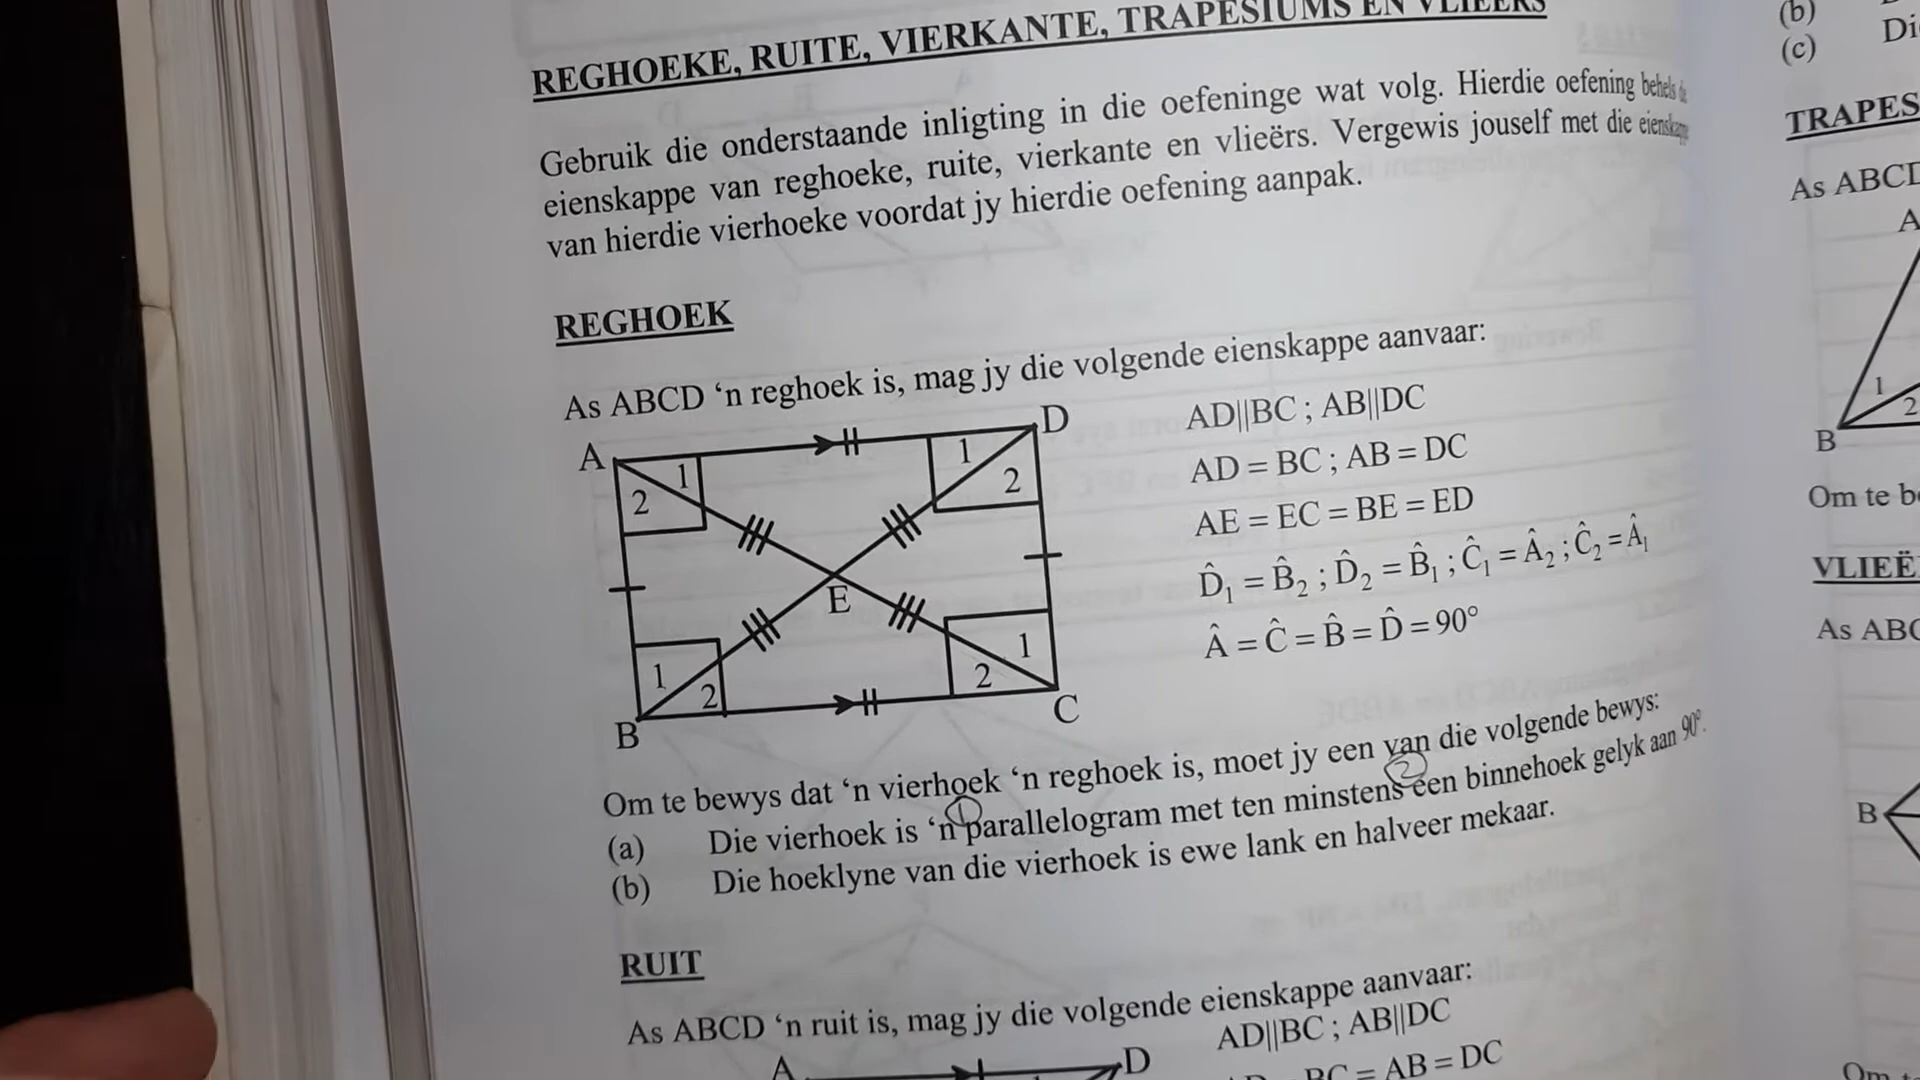 REGHOEKE, RUITE, VIERKANTE, TRAPESIUMS EN VLIEËRS
Gebruik die onderstaande inligting in die oefeninge wat volg. Hierdie oefening behels
eienskappe van reghoeke, ruite, vierkante en vlieërs. Vergewis jouself met die
van hierdie vierhoeke voordat jy hierdie oefening aanpak.
REGHOEK
As ABCD ‘n reghoek is, mag jy die volgende eienskappe aanvaar:
A
D
1
2
1
2
E
1
2
1
2
B
C
AD||BC ; AB||DC
AD = BC ; AB = DC
AE = EC = BE = ED
D̂₁ = B̂₂ ; D̂₂ = B̂₁ ; Ĉ₁ = Â₂ ; Ĉ₂ = Â₁
Â = Ĉ = B̂ = D̂ = 90°
Om te bewys dat ‘n vierhoek ‘n reghoek is, moet jy een van die volgende bewys:
1
2
(a) Die vierhoek is ‘n parallelogram met ten minstens een binnehoek gelyk aan 90°.
(b) Die hoeklyne van die vierhoek is ewe lank en halveer mekaar.
RUIT
As ABCD ‘n ruit is, mag jy die volgende eienskappe aanvaar:
A
D
AD||BC ; AB||DC
BC = AB = DC
(b)
(c) Di
TRAPES
As ABCD
A
1
2
B
Om te b
VLIEË
As ABC
B
Om